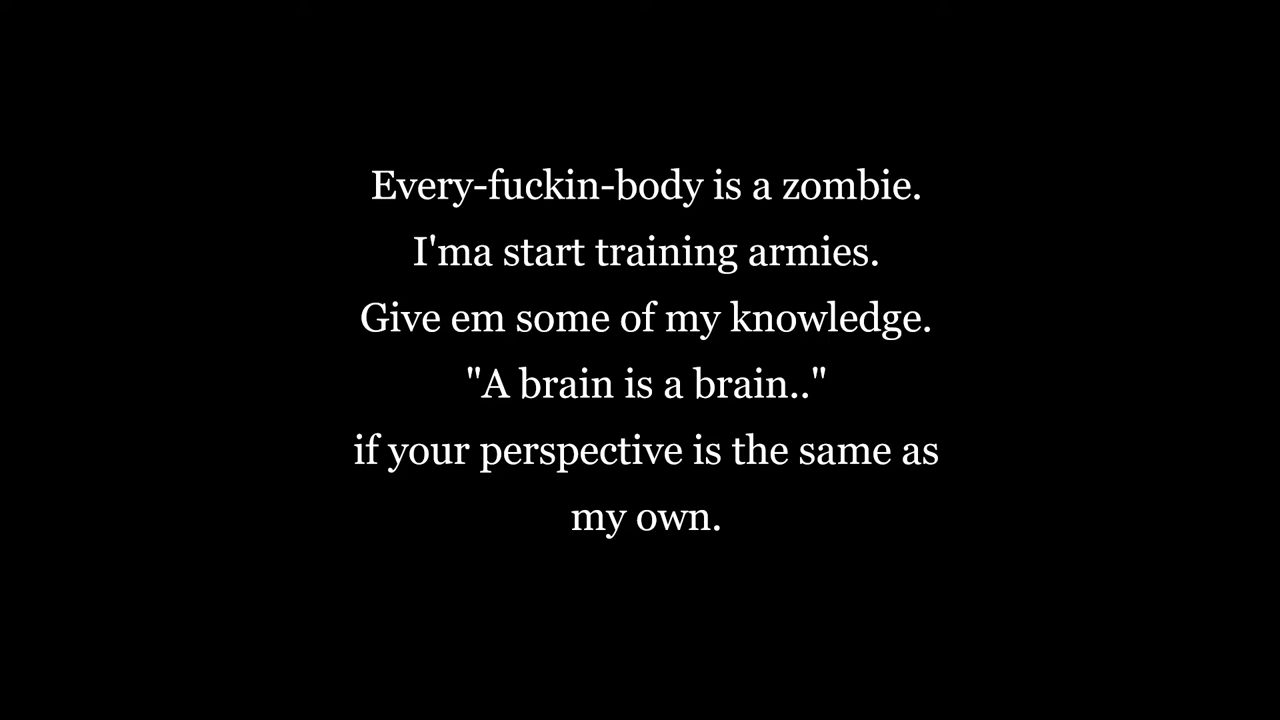 Every-fuckin-body is a zombie.
I'ma start training armies.
Give em some of my knowledge.
"A brain is a brain.."
if your perspective is the same as
my own.